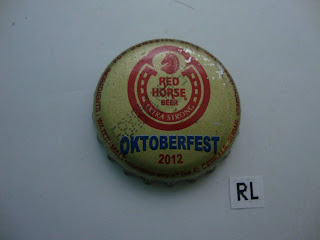 RED
HORSE
BEER
EXTRA STRONG
OKTOBERFEST
2012
RL